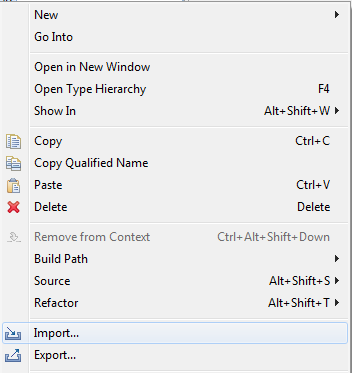 New
Go Into
Open in New Window
Open Type Hierarchy F4
Show In Alt+Shift+W
Copy Ctrl+C
Copy Qualified Name
Paste Ctrl+V
Delete Delete
Remove from Context Ctrl+Alt+Shift+Down
Build Path
Source Alt+Shift+S
Refactor Alt+Shift+T
Import...
Export...